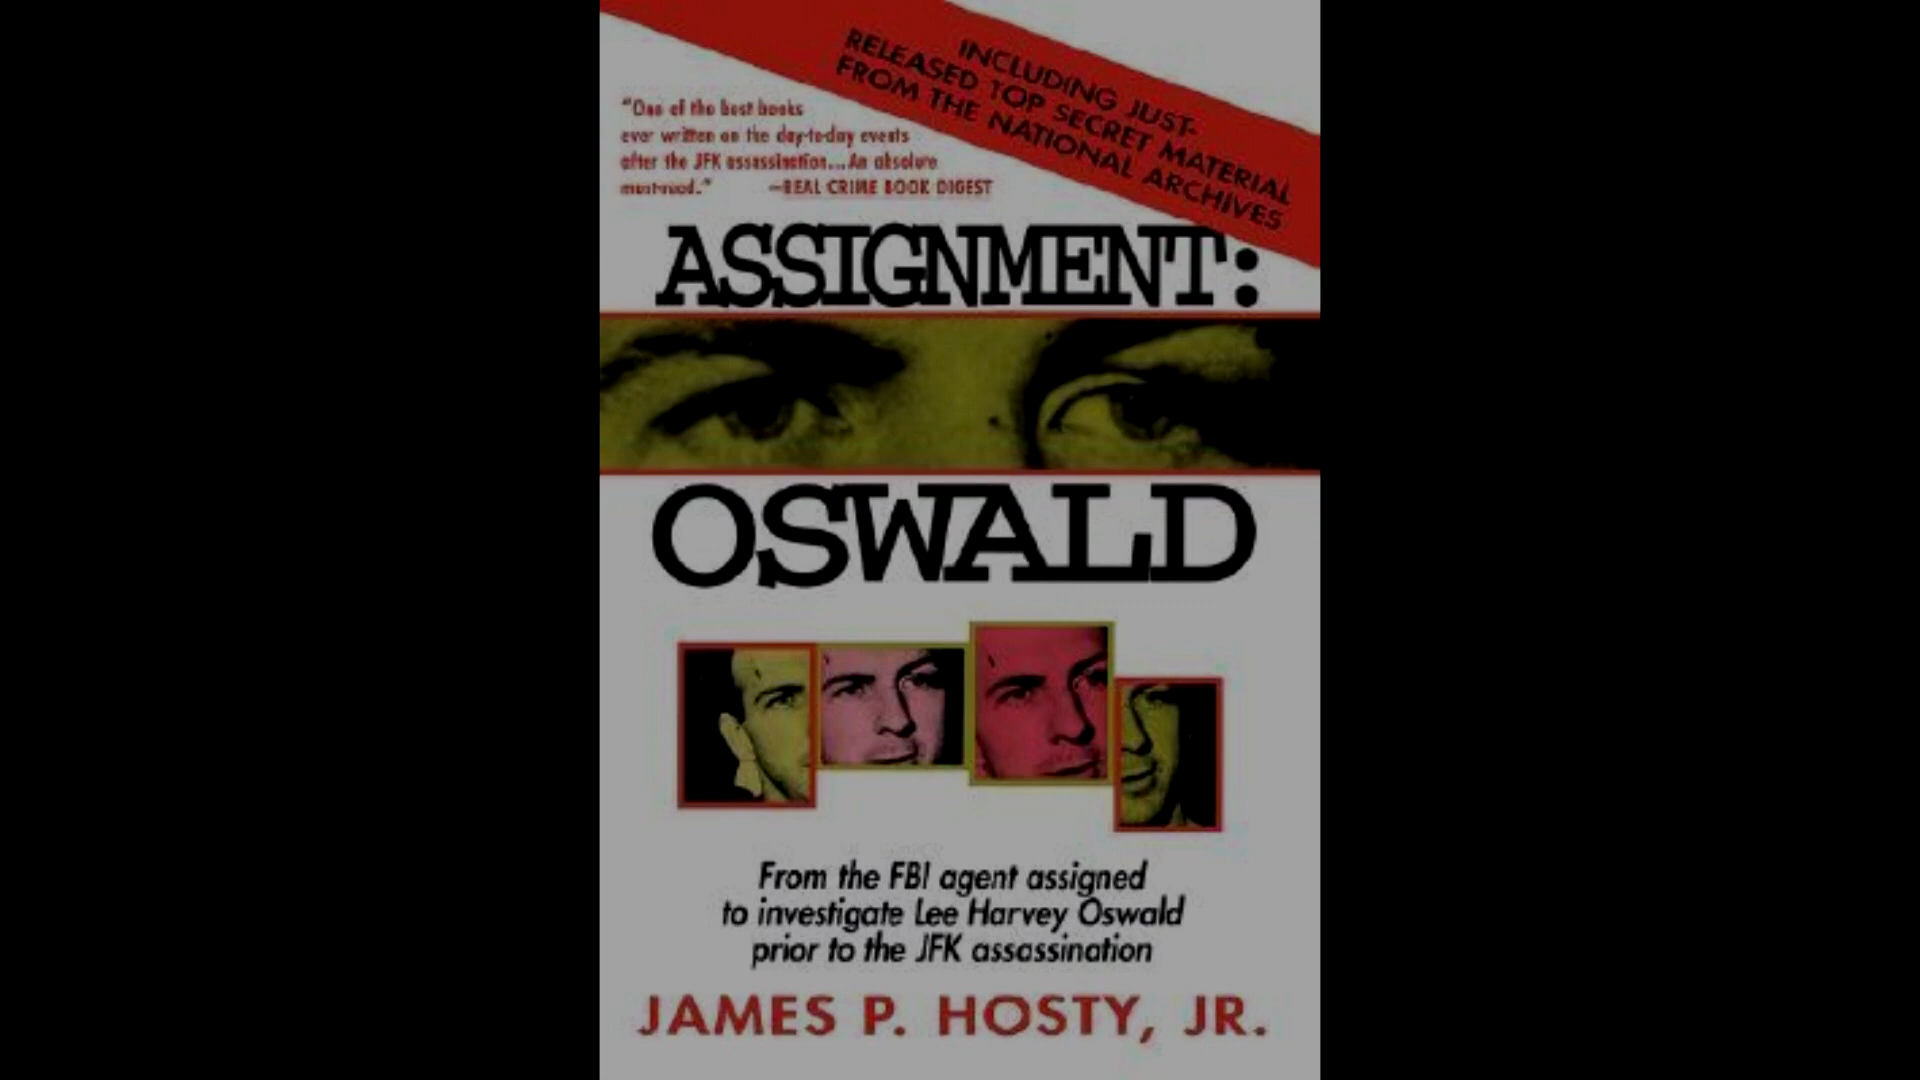 INCLUDING JUST-
RELEASED TOP SECRET MATERIAL
FROM THE NATIONAL ARCHIVES
"One of the best books
ever written on the day-to-day events
after the JFK assassination...An absolute
must-read."  —REAL CRIME BOOK DIGEST
ASSIGNMENT:
OSWALD
From the FBI agent assigned
to investigate Lee Harvey Oswald
prior to the JFK assassination
JAMES P. HOSTY, JR.